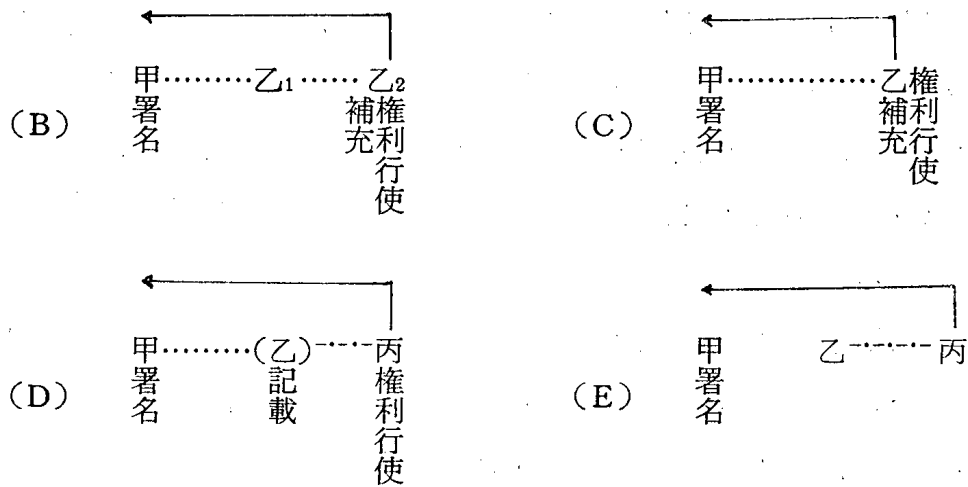 (B) 甲署名………乙₁……乙₂補充権利行使
(C) 甲署名……………乙補充権利行使
(D) 甲署名………(乙)記載-·-·-丙権利行使
(E) 甲署名 乙-·-·-丙